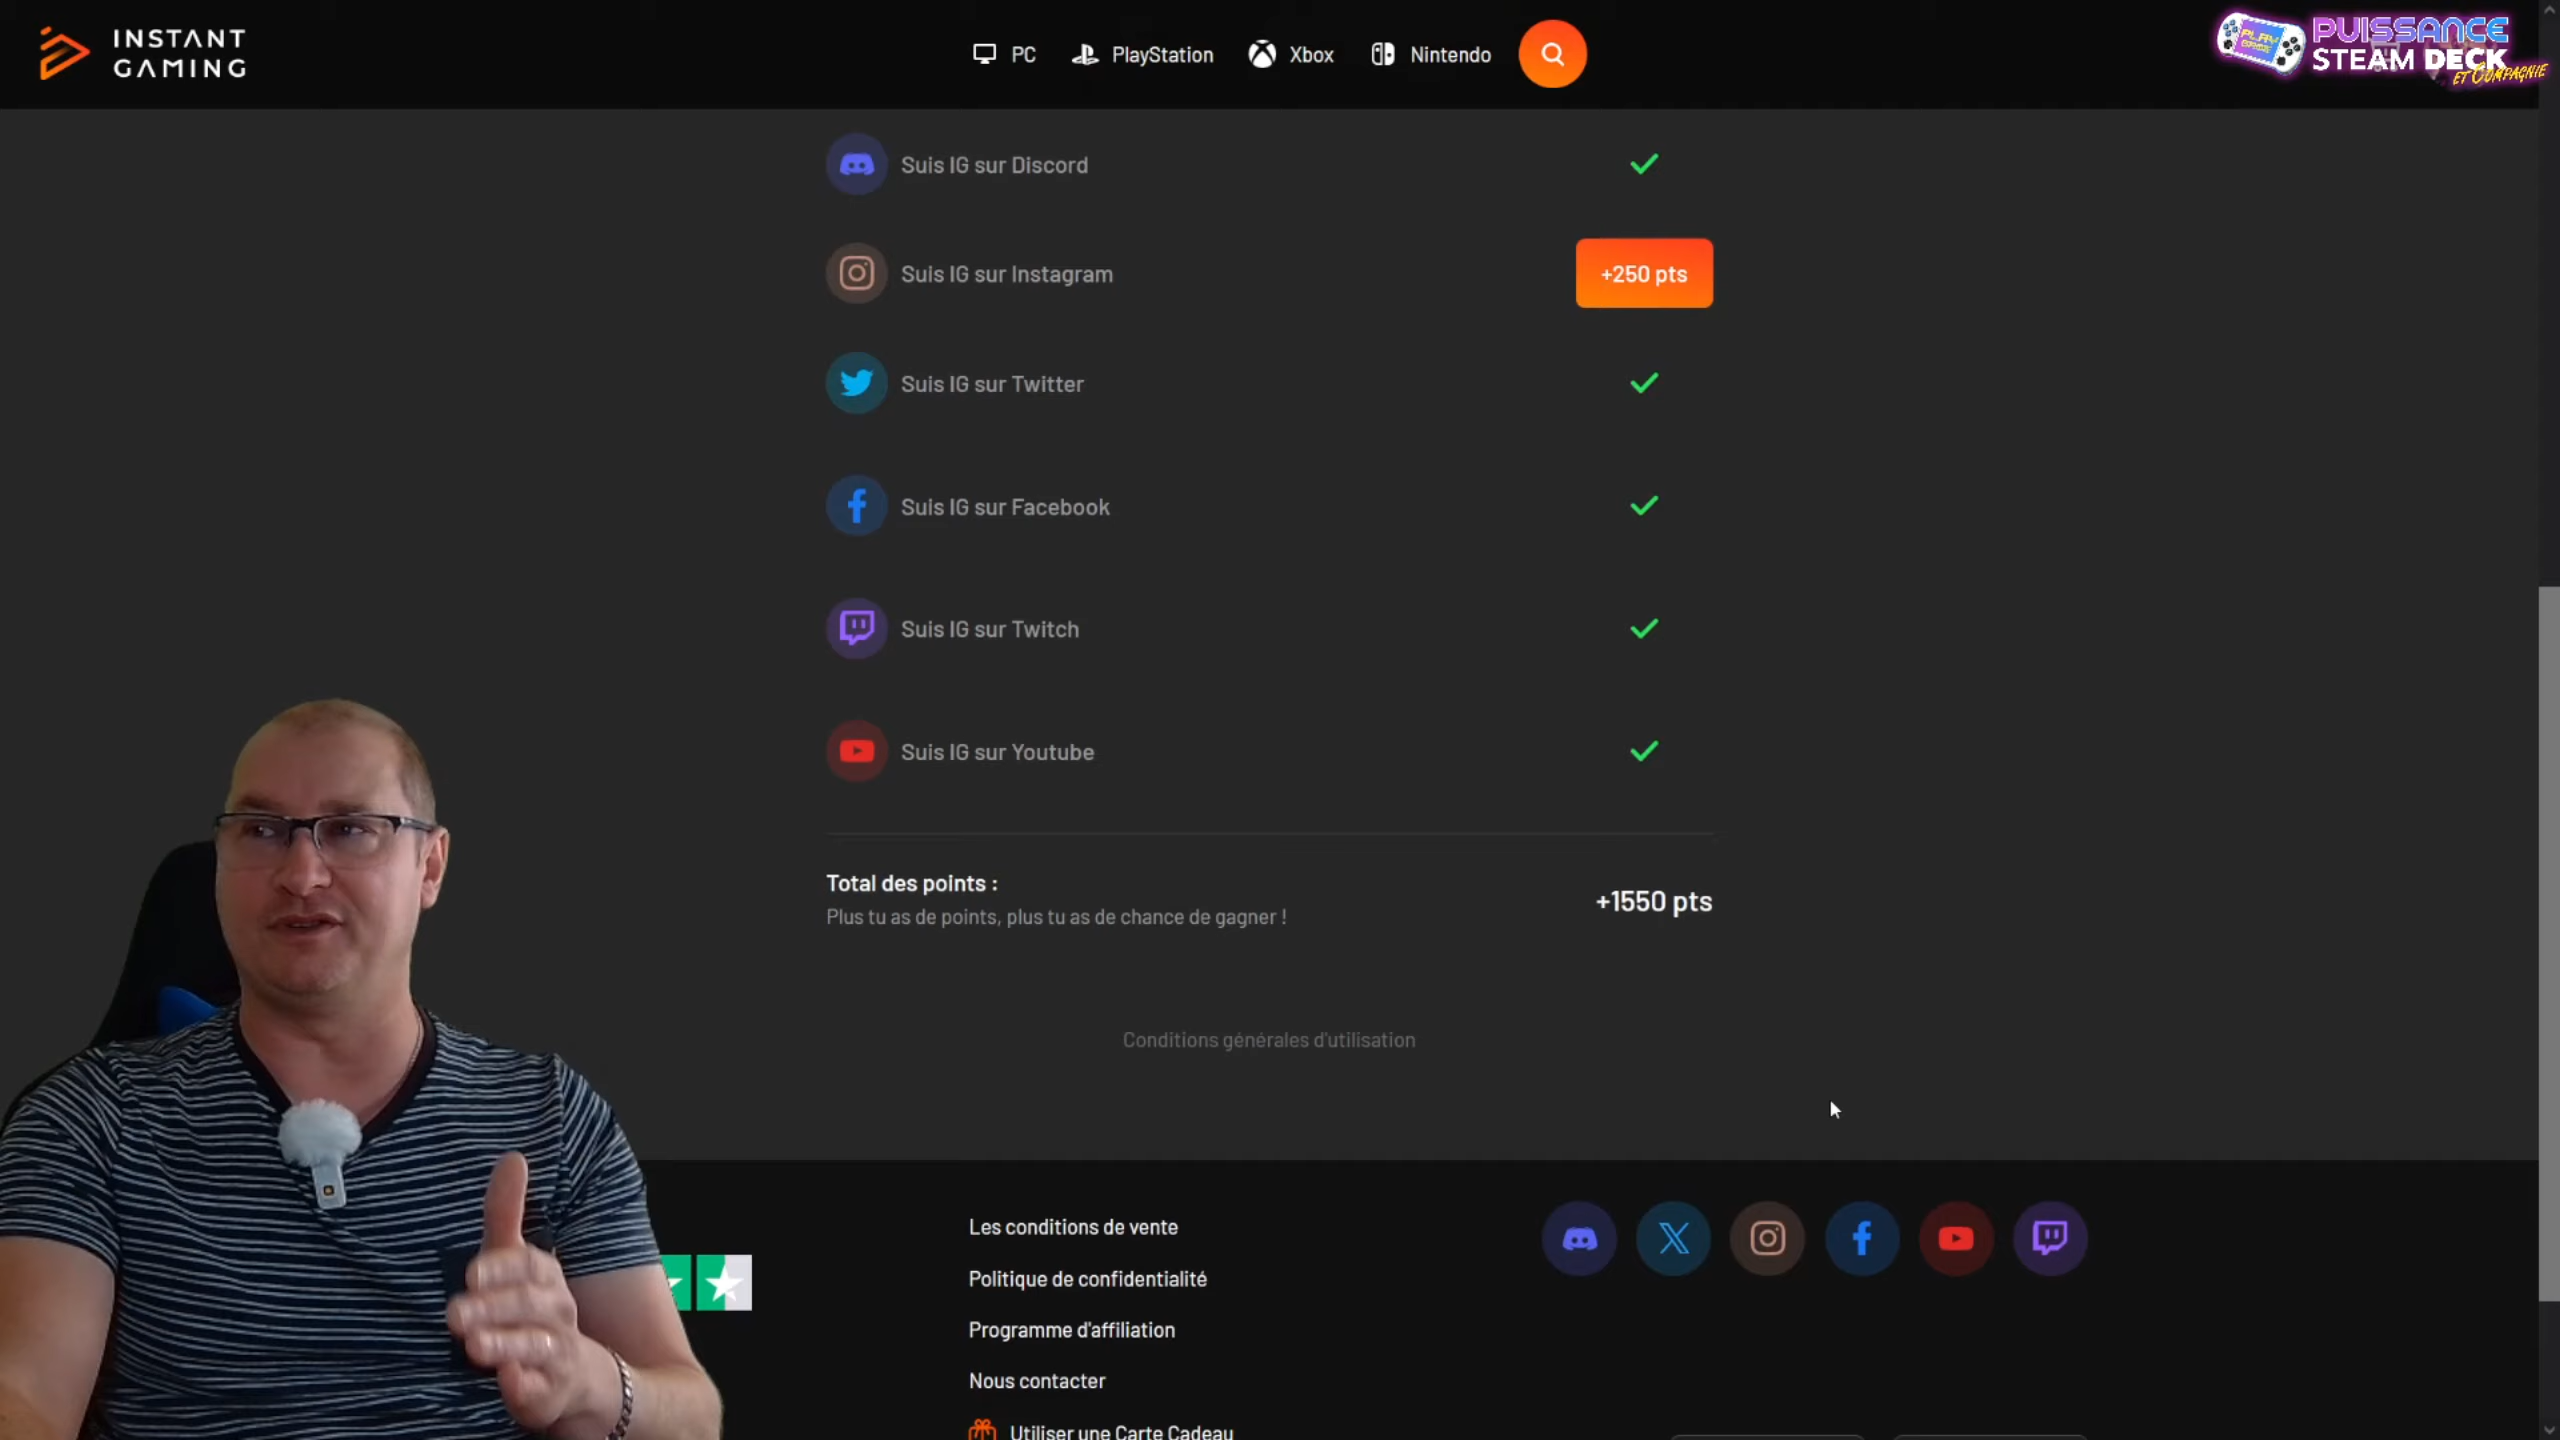 INSTANT
GAMING
PC
PlayStation
Xbox
Nintendo
PUISSANCE
STEAM DECK
ET COMPAGNIE
Suis IG sur Discord
Suis IG sur Instagram
+250 pts
Suis IG sur Twitter
Suis IG sur Facebook
Suis IG sur Twitch
Suis IG sur Youtube
Total des points :
+1550 pts
Plus tu as de points, plus tu as de chance de gagner !
Conditions générales d'utilisation
Les conditions de vente
Politique de confidentialité
Programme d'affiliation
Nous contacter
Utiliser une Carte Cadeau